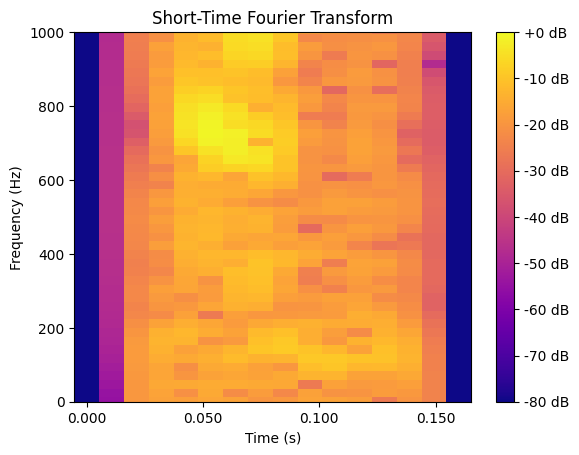 Short-Time Fourier Transform
1000
800
600
400
200
0
Frequency (Hz)
0.000
0.050
0.100
0.150
Time (s)
+0 dB
-10 dB
-20 dB
-30 dB
-40 dB
-50 dB
-60 dB
-70 dB
-80 dB